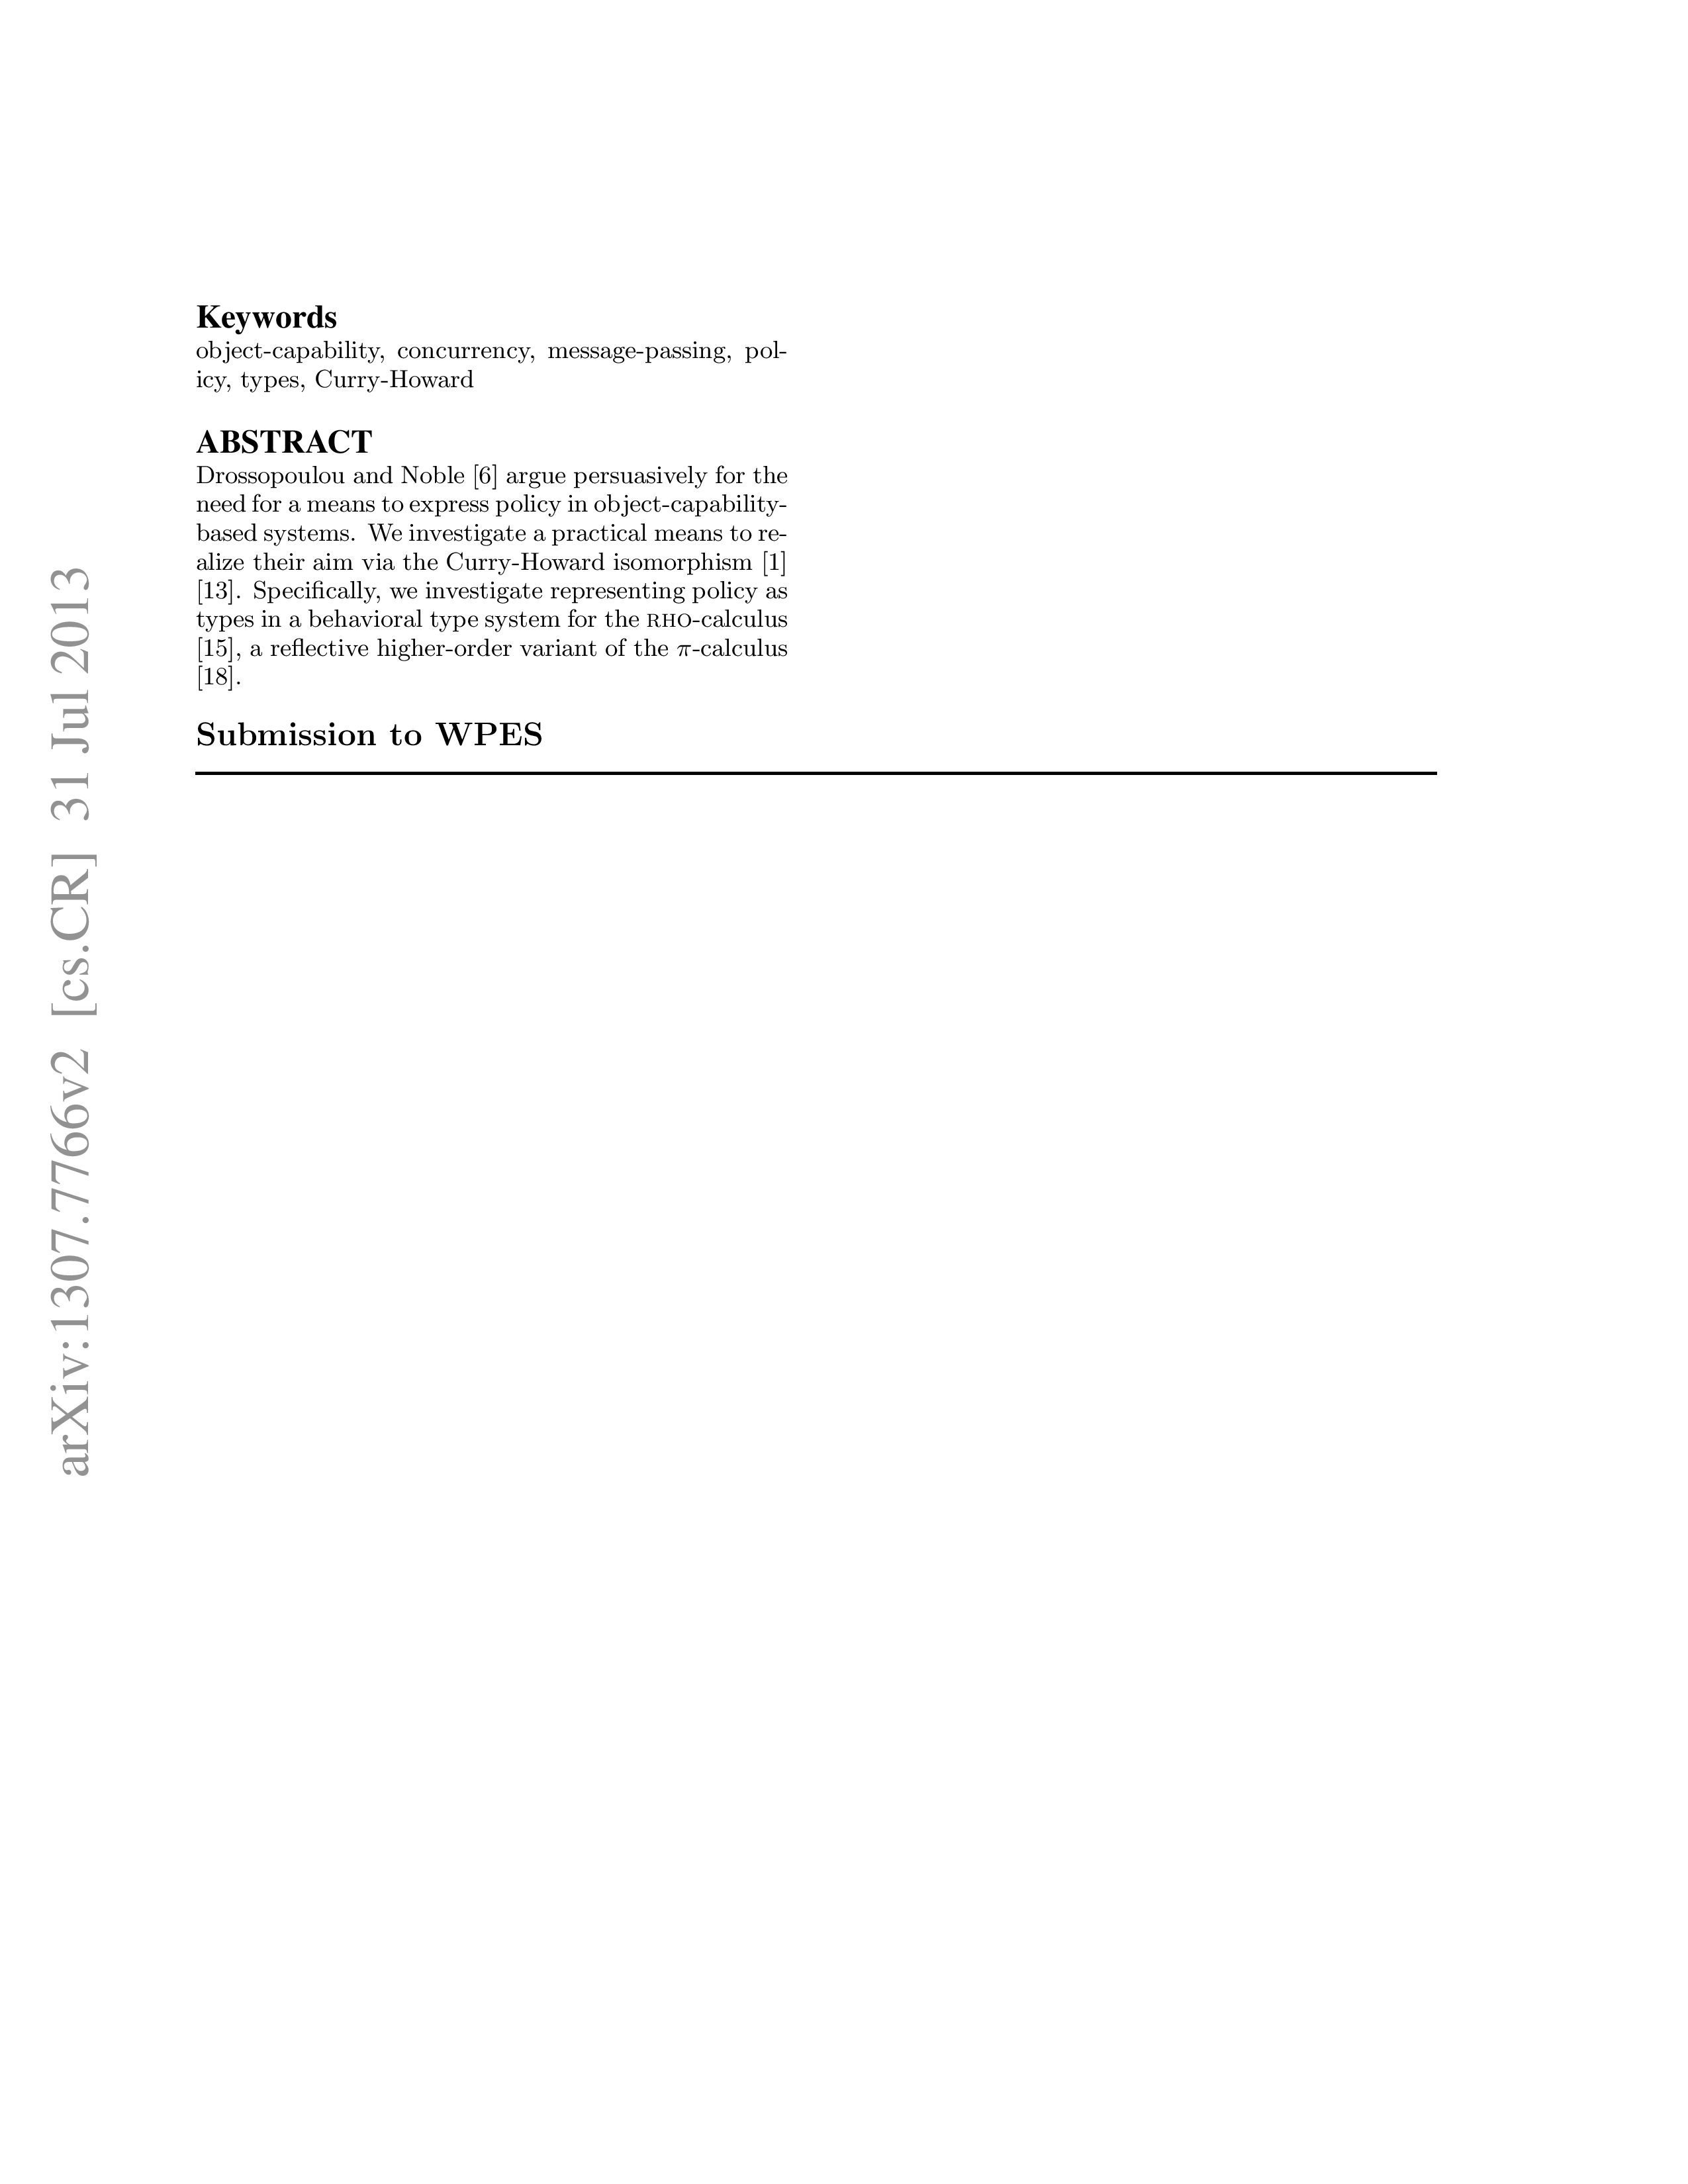 Keywords
object-capability, concurrency, message-passing, pol-
icy, types, Curry-Howard
ABSTRACT
Drossopoulou and Noble [6] argue persuasively for the
need for a means to express policy in object-capability-
based systems. We investigate a practical means to re-
alize their aim via the Curry-Howard isomorphism [1]
[13]. Specifically, we investigate representing policy as
types in a behavioral type system for the RHO-calculus
[15], a reflective higher-order variant of the π-calculus
[18].
Submission to WPES
arXiv:1307.7766v2 [cs.CR] 31 Jul 2013